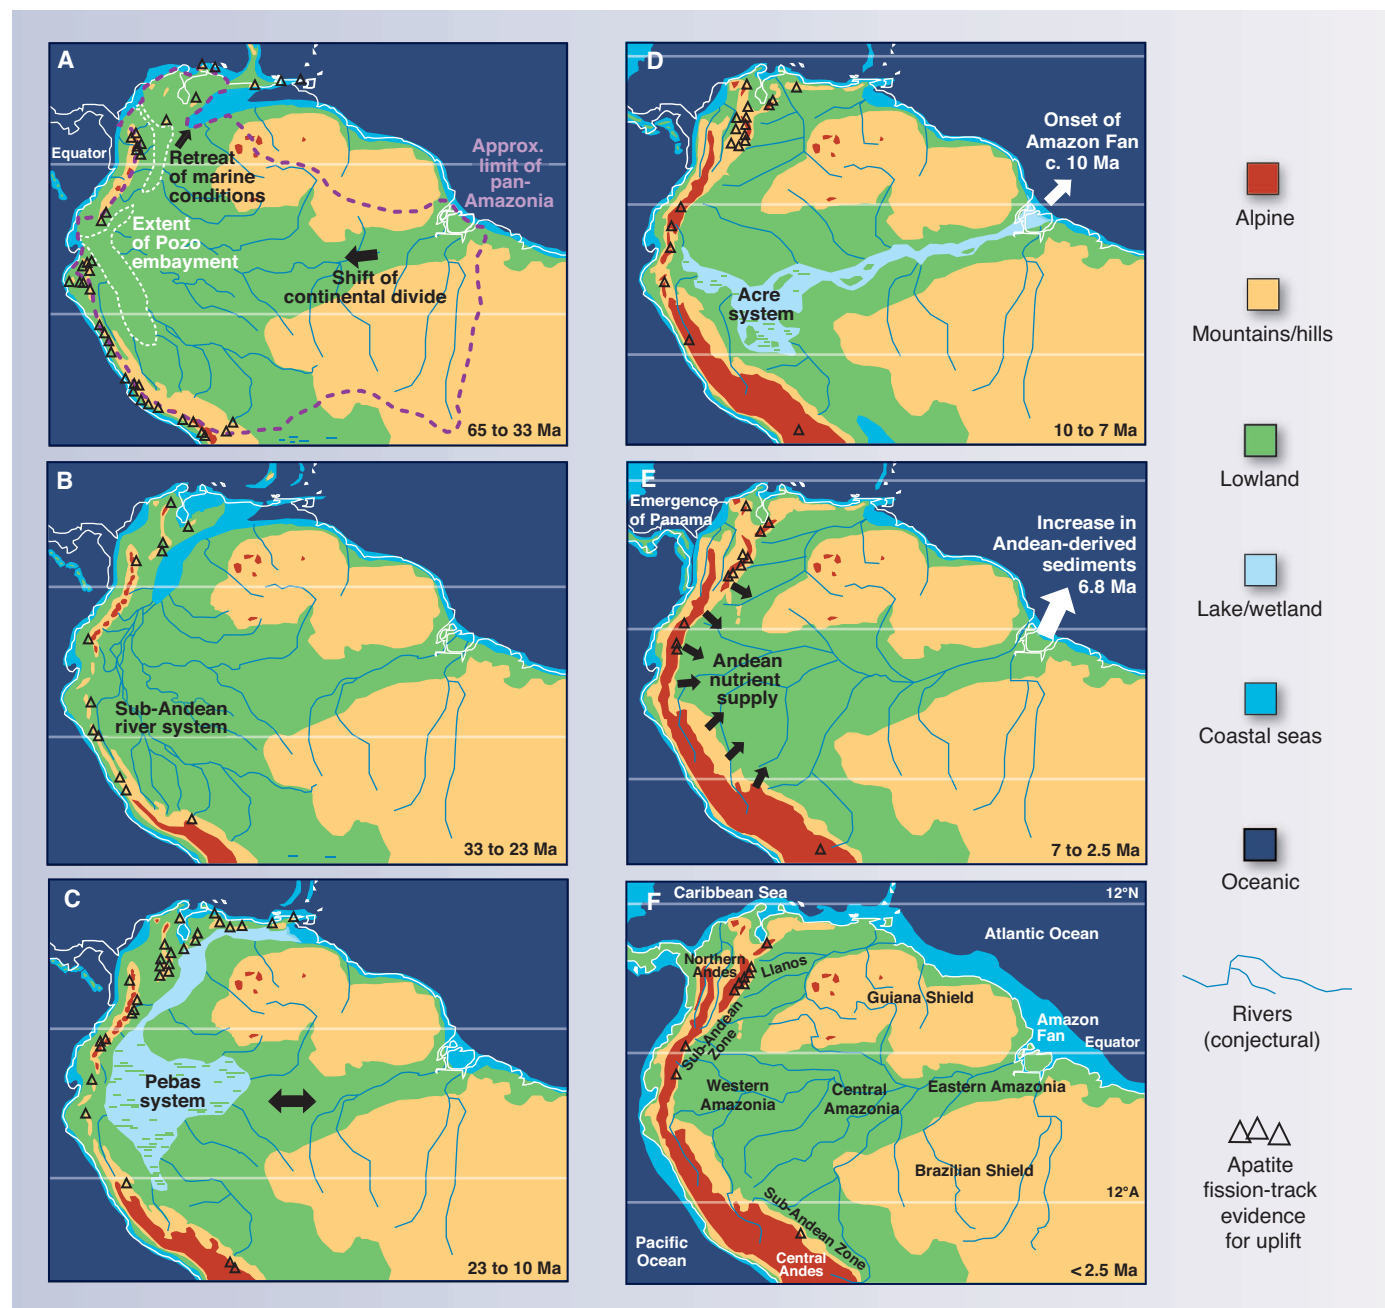 A
Equator
Retreat
of marine
conditions
Approx.
limit of
pan-
Amazonia
Extent
of Pozo
embayment
Shift of
continental divide
65 to 33 Ma
B
Sub-Andean
river system
33 to 23 Ma
C
Pebas
system
23 to 10 Ma
D
Onset of
Amazon Fan
c. 10 Ma
Acre
system
10 to 7 Ma
E
Emergence
of Panama
Increase in
Andean-derived
sediments
6.8 Ma
Andean
nutrient
supply
7 to 2.5 Ma
F
Caribbean Sea
12°N
Atlantic Ocean
Northern
Andes
Llanos
Guiana Shield
Amazon
Fan
Equator
Sub-Andean
Zone
Western
Amazonia
Central
Amazonia
Eastern Amazonia
Brazilian Shield
12°A
Sub-Andean Zone
Pacific
Ocean
Central
Andes
< 2.5 Ma
Alpine
Mountains/hills
Lowland
Lake/wetland
Coastal seas
Oceanic
Rivers
(conjectural)
Apatite
fission-track
evidence
for uplift